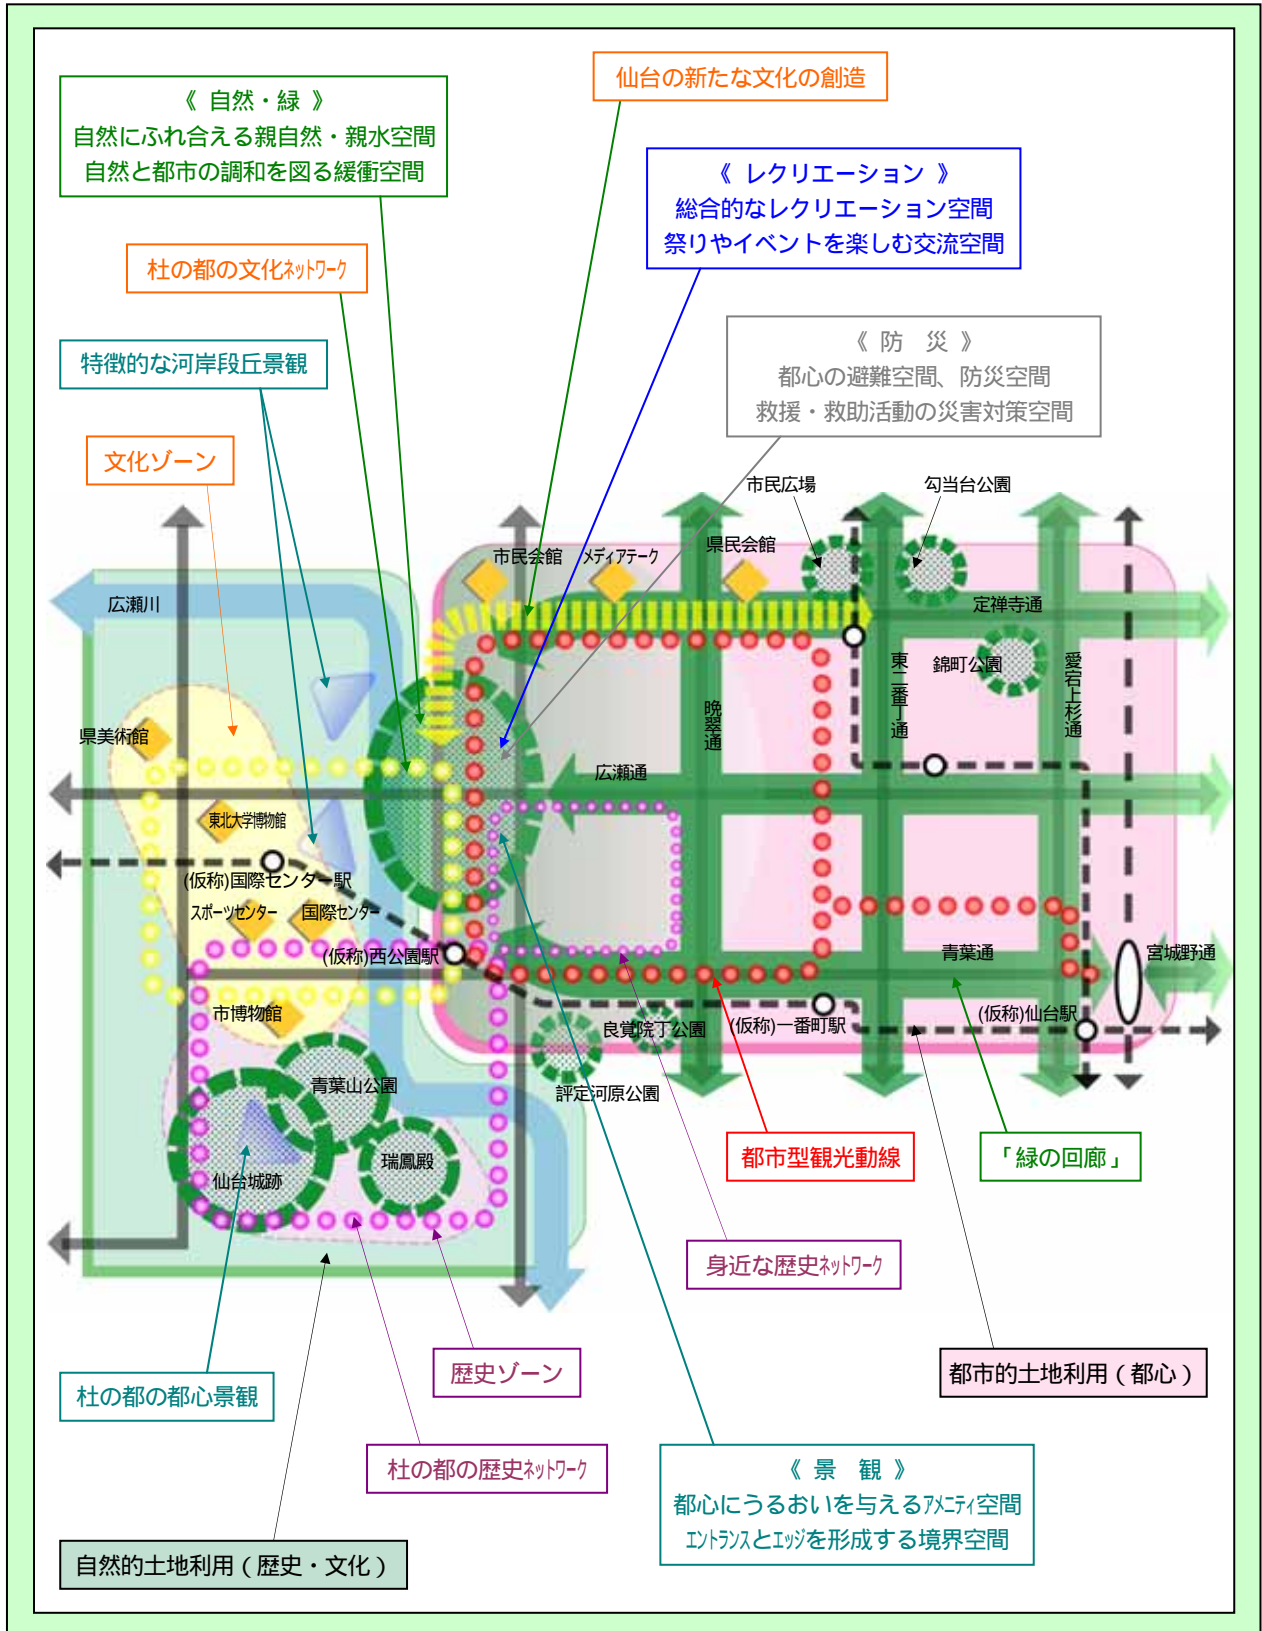 仙台の新たな文化の創造
《 自然・緑 》
自然にふれ合える親自然・親水空間
自然と都市の調和を図る緩衝空間
《 レクリエーション 》
総合的なレクリエーション空間
祭りやイベントを楽しむ交流空間
杜の都の文化ネットワーク
《 防　災 》
都心の避難空間、防災空間
救援・救助活動の災害対策空間
特徴的な河岸段丘景観
文化ゾーン
市民広場
勾当台公園
市民会館
メディアテーク
県民会館
広瀬川
定禅寺通
東二番丁通
錦町公園
愛宕上杉通
晩翠通
県美術館
広瀬通
東北大学博物館
(仮称)国際センター駅
スポーツセンター
国際センター
(仮称)西公園駅
青葉通
宮城野通
市博物館
良覚院丁公園
(仮称)一番町駅
(仮称)仙台駅
青葉山公園
評定河原公園
瑞鳳殿
仙台城跡
都市型観光動線
「緑の回廊」
身近な歴史ネットワーク
歴史ゾーン
都市的土地利用（都心）
杜の都の都心景観
杜の都の歴史ネットワーク
《 景　観 》
都心にうるおいを与えるアメニティ空間
エントランスとエッジを形成する境界空間
自然的土地利用（歴史・文化）